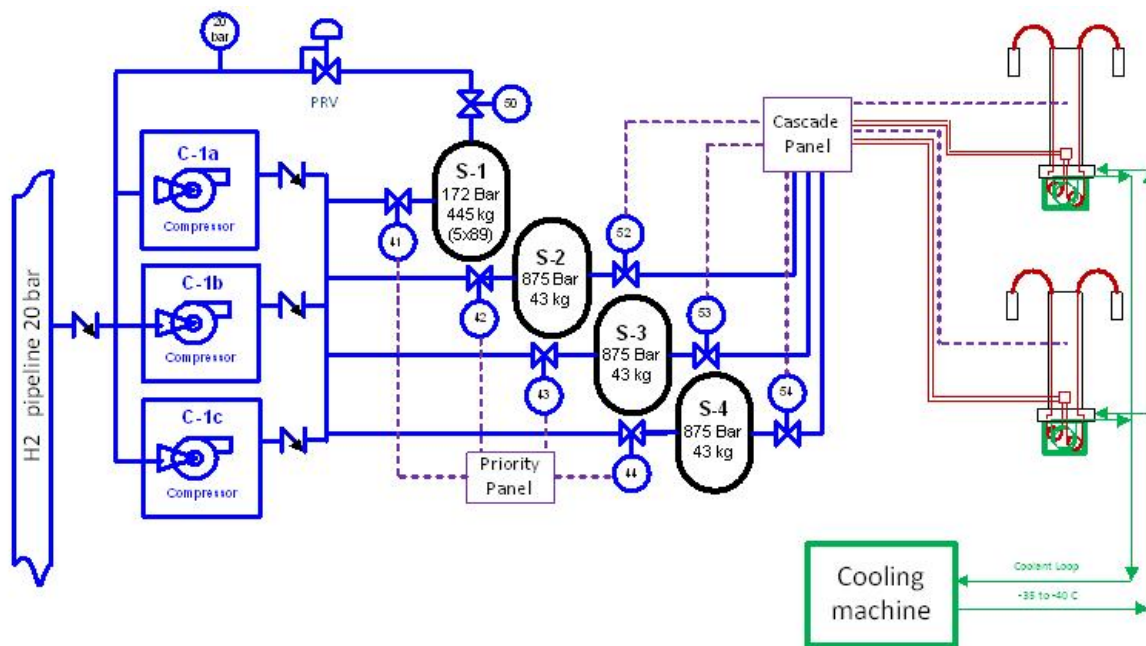 20
bar
PRV
50
C-1a
Compressor
S-1
172 Bar
445 kg
(5x89)
41
Cascade
Panel
52
H2 pipeline 20 bar
C-1b
Compressor
S-2
875 Bar
43 kg
42
53
S-3
875 Bar
43 kg
43
54
C-1c
Compressor
S-4
875 Bar
43 kg
44
Priority
Panel
Cooling
machine
Coolant Loop
-35 to -40 C